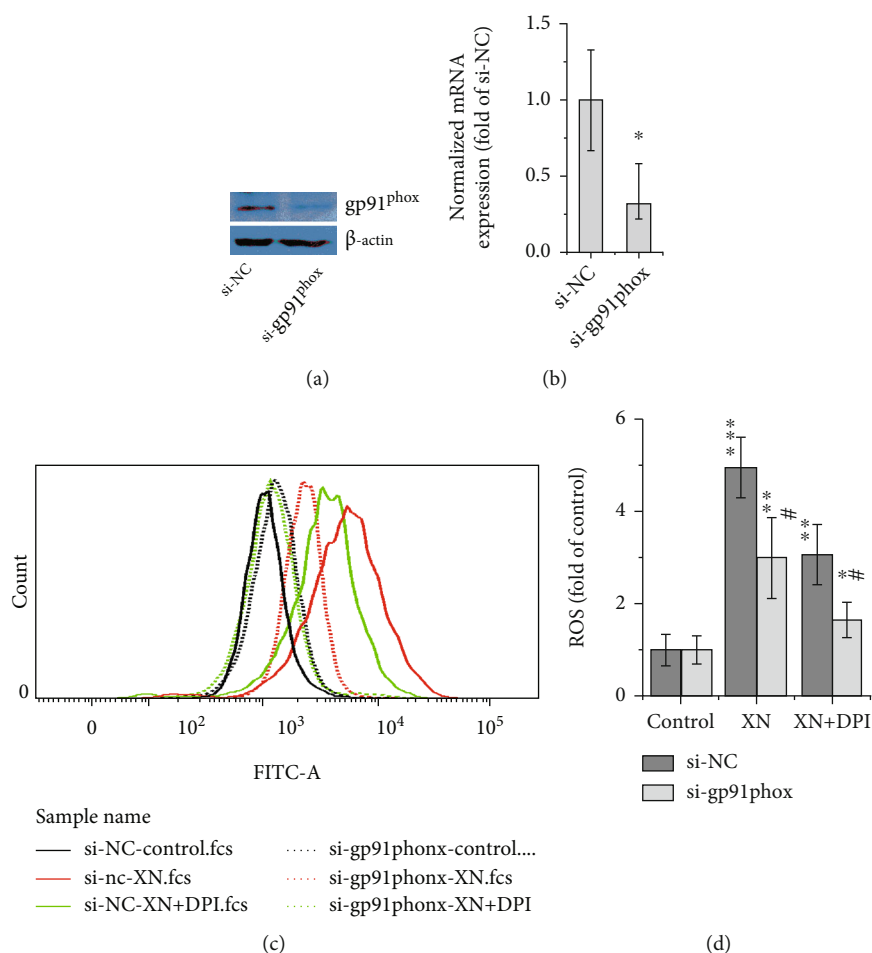 gp91phox
β-actin
si-NC
si-gp91phox
(a)
Normalized mRNA
expression (fold of si-NC)
1.5
1.0
0.5
0.0
*
si-NC
si-gp91phox
(b)
Count
0
0
10²
10³
10⁴
10⁵
FITC-A
Sample name
si-NC-control.fcs
si-nc-XN.fcs
si-NC-XN+DPI.fcs
si-gp91phonx-control....
si-gp91phonx-XN.fcs
si-gp91phonx-XN+DPI
(c)
ROS (fold of control)
6
4
2
0
***
**
#
**
*#
Control
XN
XN+DPI
si-NC
si-gp91phox
(d)